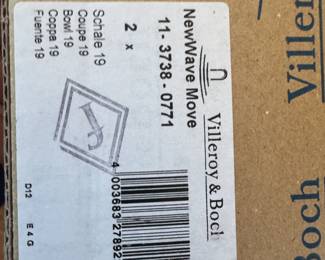 Villeroy & Boch
NewWave Move
11-3738-0771
2 x
Schale 19
Coupe 19
Bowl 19
Coppa 19
Fuente 19
4 003683 27892
D12 E 4 G
Viller
Boch